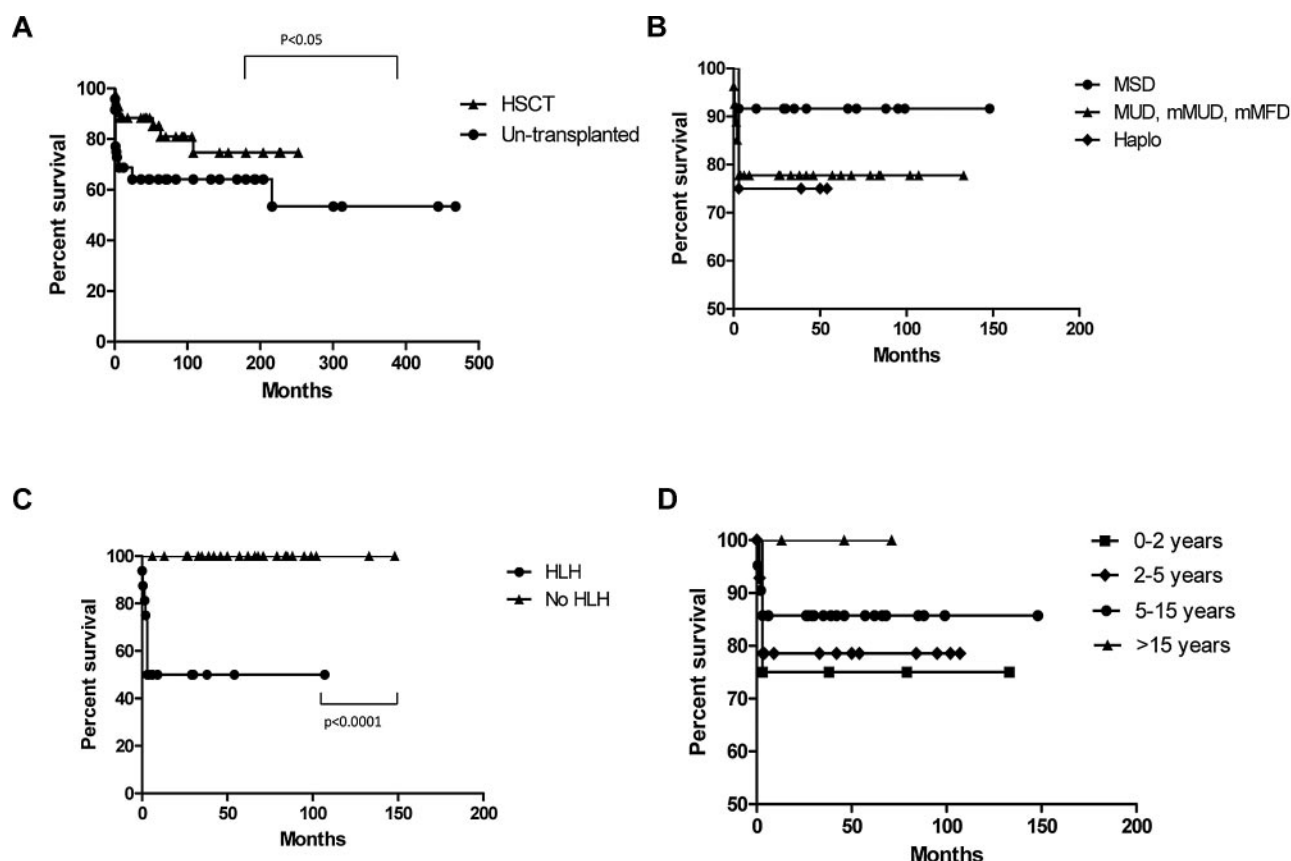 A
P<0.05
100
80
60
40
20
0
Percent survival
0 100 200 300 400 500
Months
HSCT
Un-transplanted
B
100
90
80
70
60
50
Percent survival
0 50 100 150 200
Months
MSD
MUD, mMUD, mMFD
Haplo
C
100
80
60
40
20
0
Percent survival
0 50 100 150 200
Months
p<0.0001
HLH
No HLH
D
100
90
80
70
60
50
Percent survival
0 50 100 150 200
Months
0-2 years
2-5 years
5-15 years
>15 years